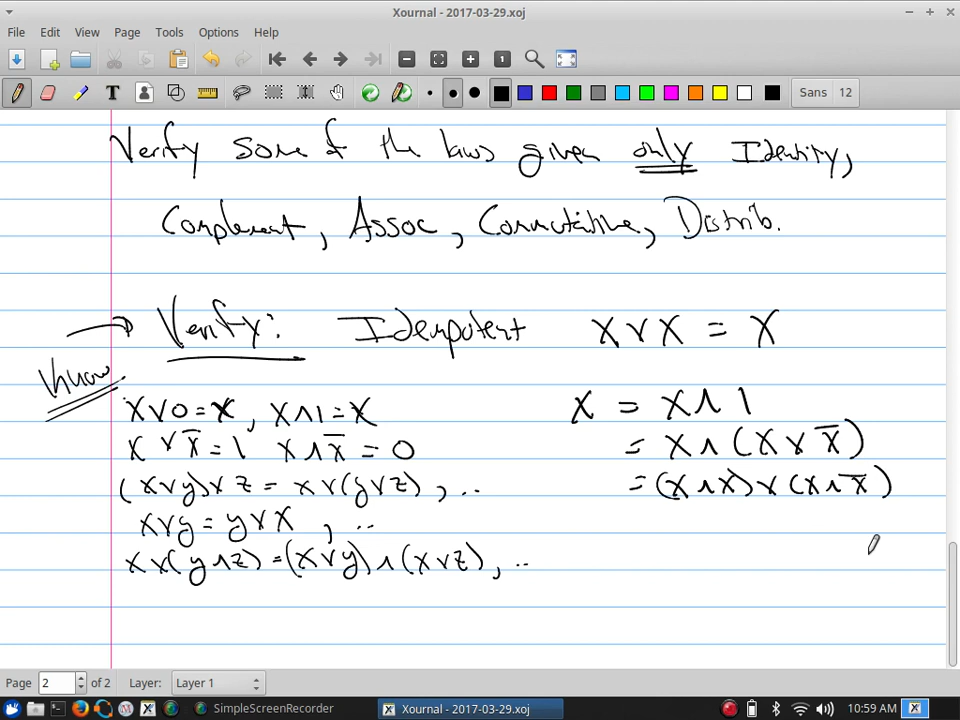 Xournal - 2017-03-29.xoj
File Edit View Page Tools Options Help
Sans 12
Verify some of the laws given only Identity,
Complement, Assoc, Commutative, Distrib.
→ Verify: Idempotent x ∨ x = x
know
x ∨ 0 = x, x ∧ 1 = x
x ∨ x̅ = 1 x ∧ x̅ = 0
(x ∨ y) ∨ z = x ∨ (y ∨ z), ..
x ∨ y = y ∨ x, ..
x ∨ (y ∧ z) = (x ∨ y) ∧ (x ∨ z), ..
x = x ∧ 1
= x ∧ (x ∨ x̅)
= (x ∧ x) ∨ (x ∧ x̅)
Page 2 of 2 Layer: Layer 1
SimpleScreenRecorder Xournal - 2017-03-29.xoj 10:59 AM